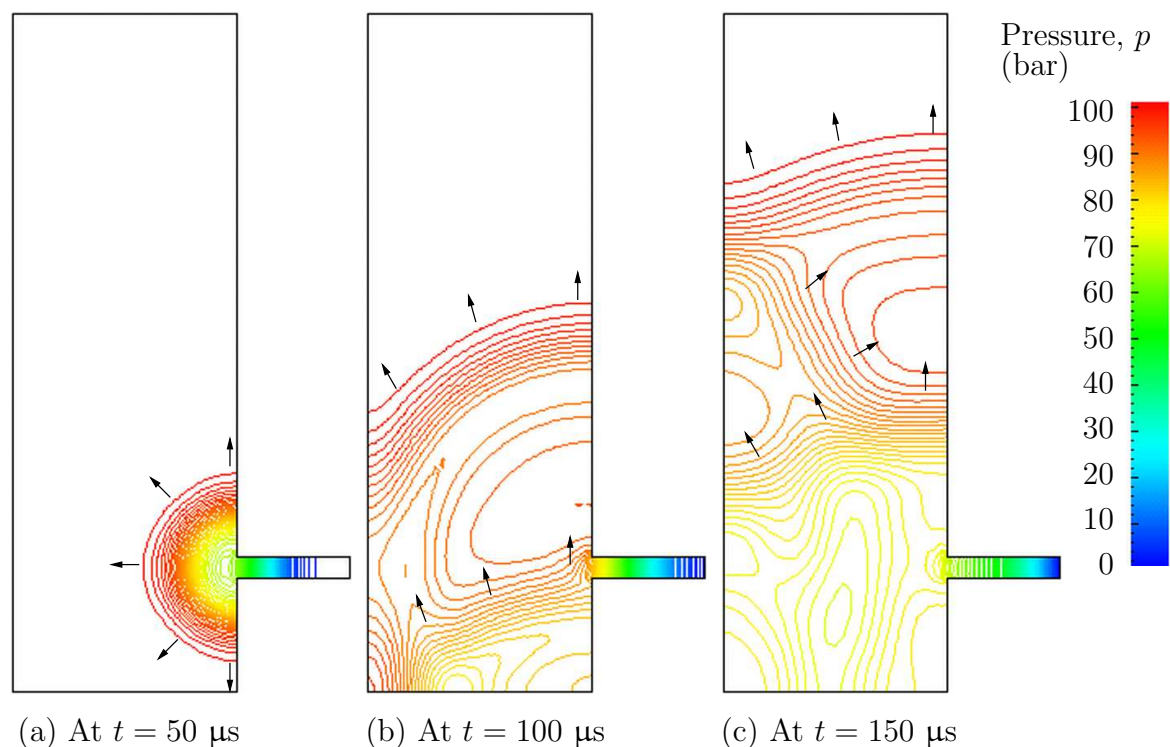 Pressure, p
(bar)
100
90
80
70
60
50
40
30
20
10
0
(a) At t = 50 µs
(b) At t = 100 µs
(c) At t = 150 µs